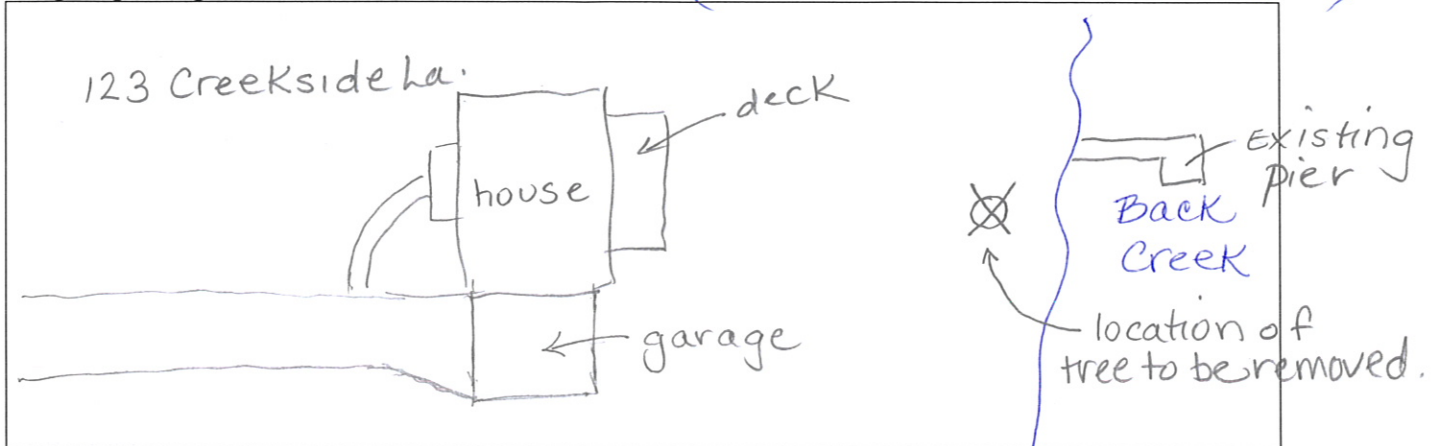 123 Creekside La.
deck
house
garage
Existing
pier
Back
Creek
location of
tree to be removed.